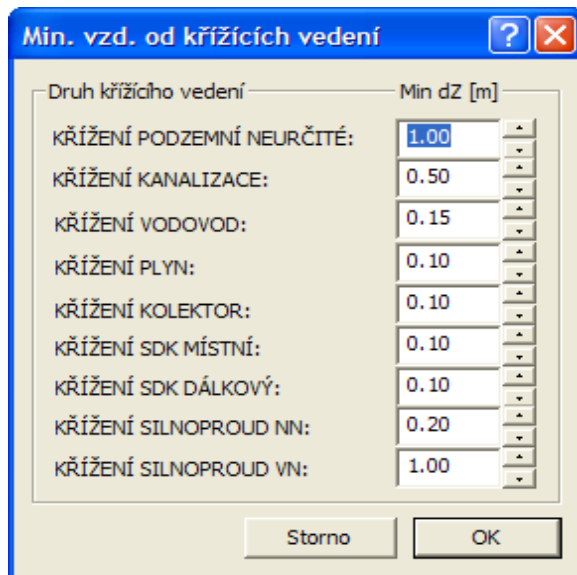 Min. vzd. od křížících vedení
Druh křížícího vedení Min dZ [m]
KŘÍŽENÍ PODZEMNÍ NEURČITÉ: 1.00
KŘÍŽENÍ KANALIZACE: 0.50
KŘÍŽENÍ VODOVOD: 0.15
KŘÍŽENÍ PLYN: 0.10
KŘÍŽENÍ KOLEKTOR: 0.10
KŘÍŽENÍ SDK MÍSTNÍ: 0.10
KŘÍŽENÍ SDK DÁLKOVÝ: 0.10
KŘÍŽENÍ SILNOPROUD NN: 0.20
KŘÍŽENÍ SILNOPROUD VN: 1.00
Storno OK